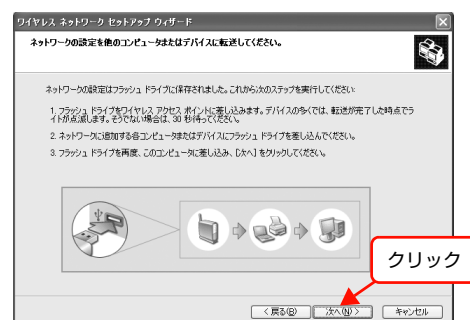 ワイヤレス ネットワーク セットアップ ウィザード
ネットワークの設定を他のコンピュータまたはデバイスに転送してください。
ネットワークの設定はフラッシュ ドライブに保存されました。これから次のステップを実行してください:
1. フラッシュ ドライブをワイヤレス アクセス ポイントに差し込みます。デバイスの多くでは、転送が完了した時点でラ
イトが点滅します。そうでない場合は、30 秒待ってください。
2. ネットワークに追加する各コンピュータまたはデバイスにフラッシュ ドライブを差し込んでください。
3. フラッシュ ドライブを再度、このコンピュータに差し込み、[次へ] をクリックしてください。
クリック
< 戻る(B)
次へ(N) >
キャンセル